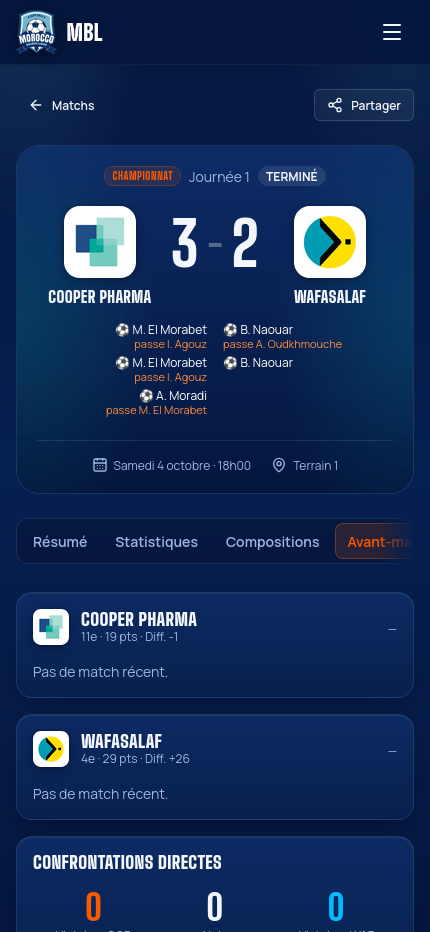 MOROCCO
MBL
Matchs
Partager
CHAMPIONNAT
Journée 1
TERMINÉ
3 - 2
COOPER PHARMA
WAFASALAF
⚽ M. El Morabet
passe I. Agouz
⚽ M. El Morabet
passe I. Agouz
⚽ A. Moradi
passe M. El Morabet
⚽ B. Naouar
passe A. Oudkhmouche
⚽ B. Naouar
Samedi 4 octobre · 18h00
Terrain 1
Résumé
Statistiques
Compositions
Avant-ma
COOPER PHARMA
11e · 19 pts · Diff. -1
—
Pas de match récent.
WAFASALAF
4e · 29 pts · Diff. +26
—
Pas de match récent.
CONFRONTATIONS DIRECTES
0
0
0